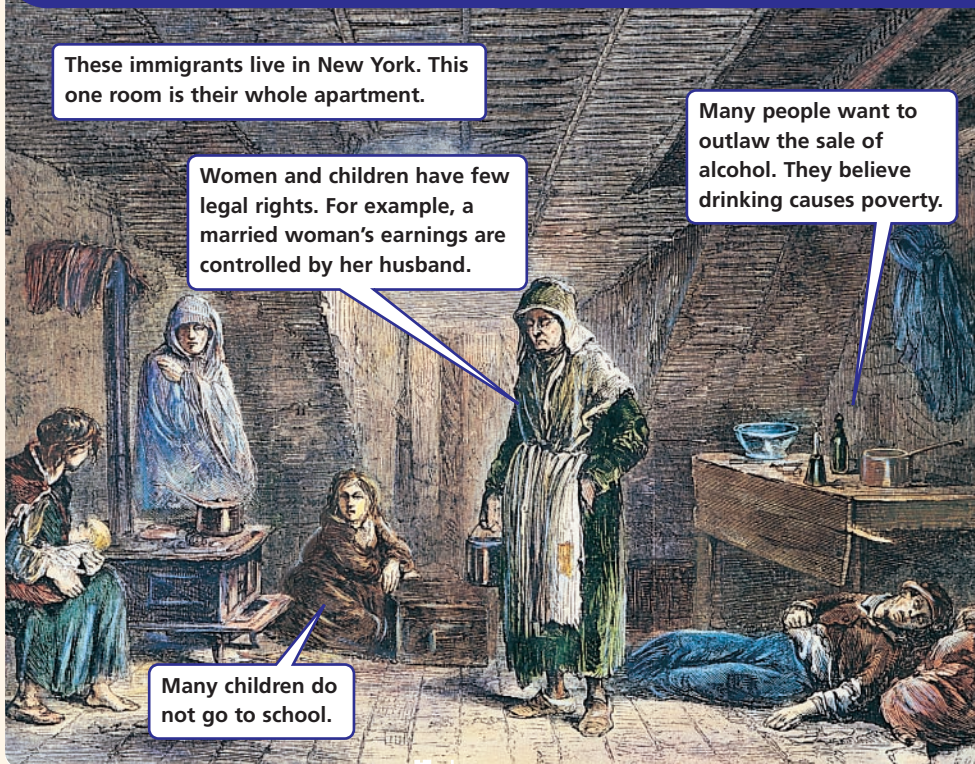 These immigrants live in New York. This
one room is their whole apartment.
Women and children have few
legal rights. For example, a
married woman's earnings are
controlled by her husband.
Many people want to
outlaw the sale of
alcohol. They believe
drinking causes poverty.
Many children do
not go to school.